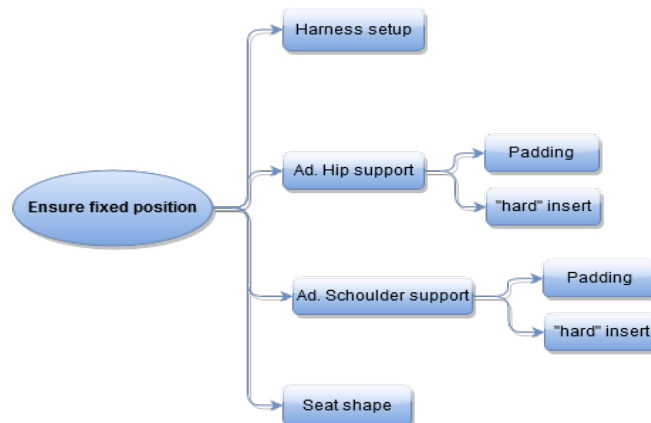 Harness setup
Ensure fixed position
Ad. Hip support
Padding
"hard" insert
Ad. Schoulder support
Padding
"hard" insert
Seat shape